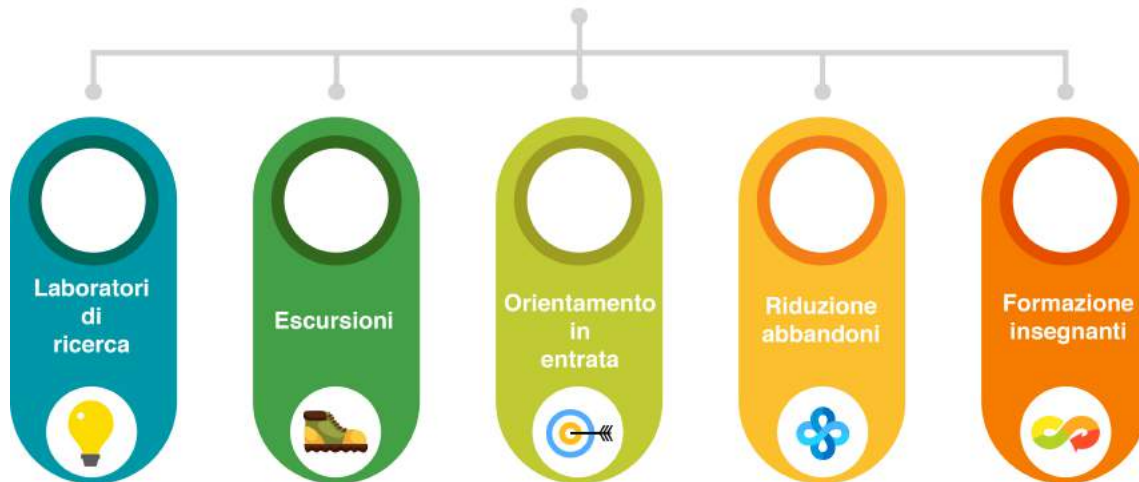 Laboratori
di
ricerca
Escursioni
Orientamento
in
entrata
Riduzione
abbandoni
Formazione
insegnanti